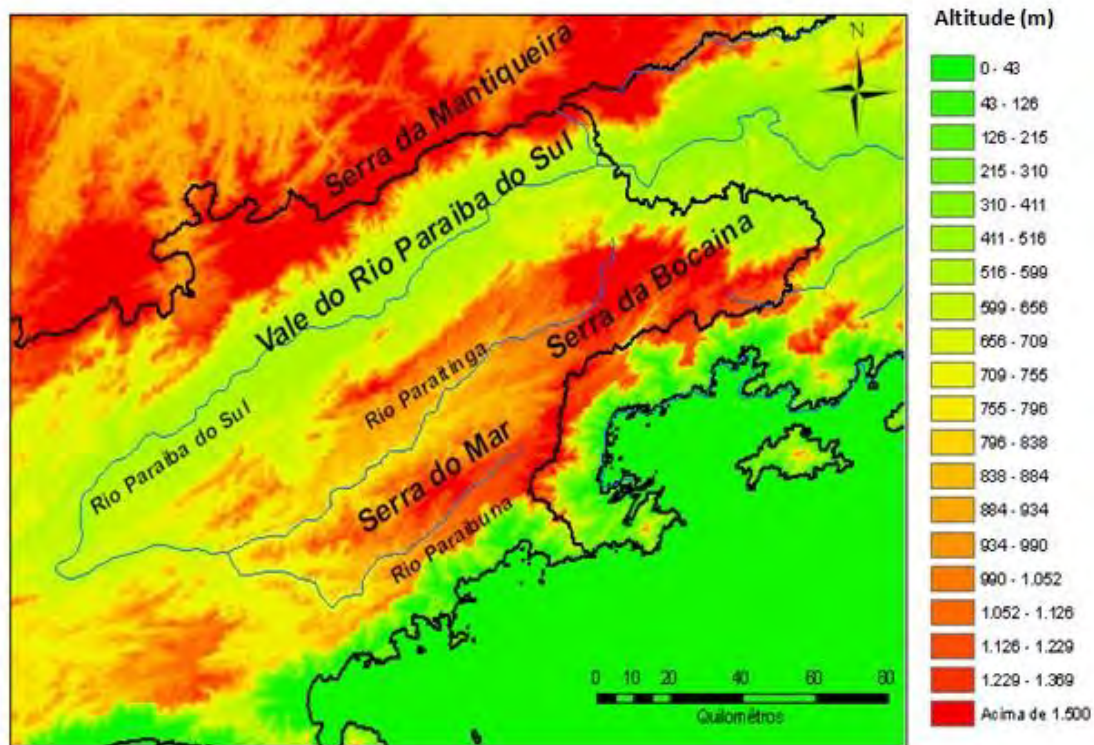 Altitude (m)
N
Serra da Mantiqueira
Vale do Rio Paraíba do Sul
Serra da Bocaina
Rio Paraitinga
Rio Paraíba do Sul
Serra do Mar
Rio Paraibuna
0 20 40 60 80
Quilométros
0 - 43
43 - 126
126 - 215
215 - 310
310 - 411
411 - 516
516 - 599
599 - 656
656 - 709
709 - 755
755 - 796
796 - 838
838 - 884
884 - 934
934 - 990
990 - 1.052
1.052 - 1.126
1.126 - 1.229
1.229 - 1.369
Acima de 1.500